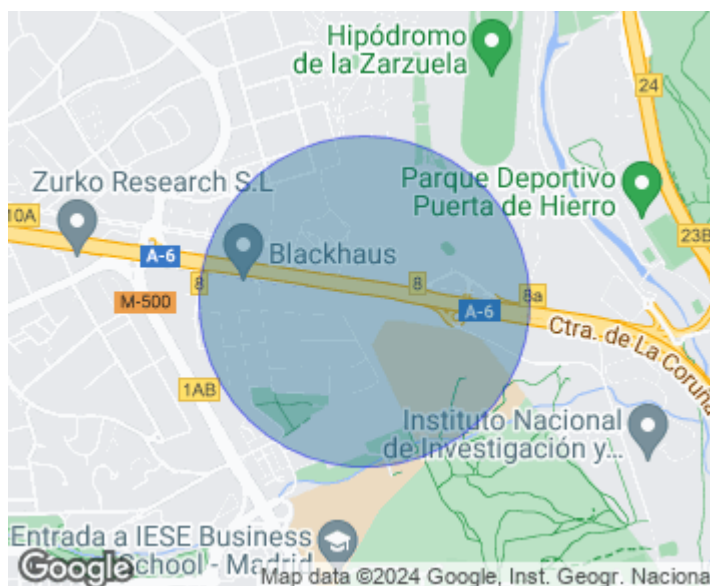 Hipódromo
de la Zarzuela
24
Zurko Research S.L
Parque Deportivo
Puerta de Hierro
10A
23B
A-6
Blackhaus
8
8
8a
M-500
A-6
Ctra. de La Coruña
1AB
Instituto Nacional
de Investigación y...
Entrada a IESE Business
School - Madrid
Google
Map data ©2024 Google, Inst. Geogr. Naciona